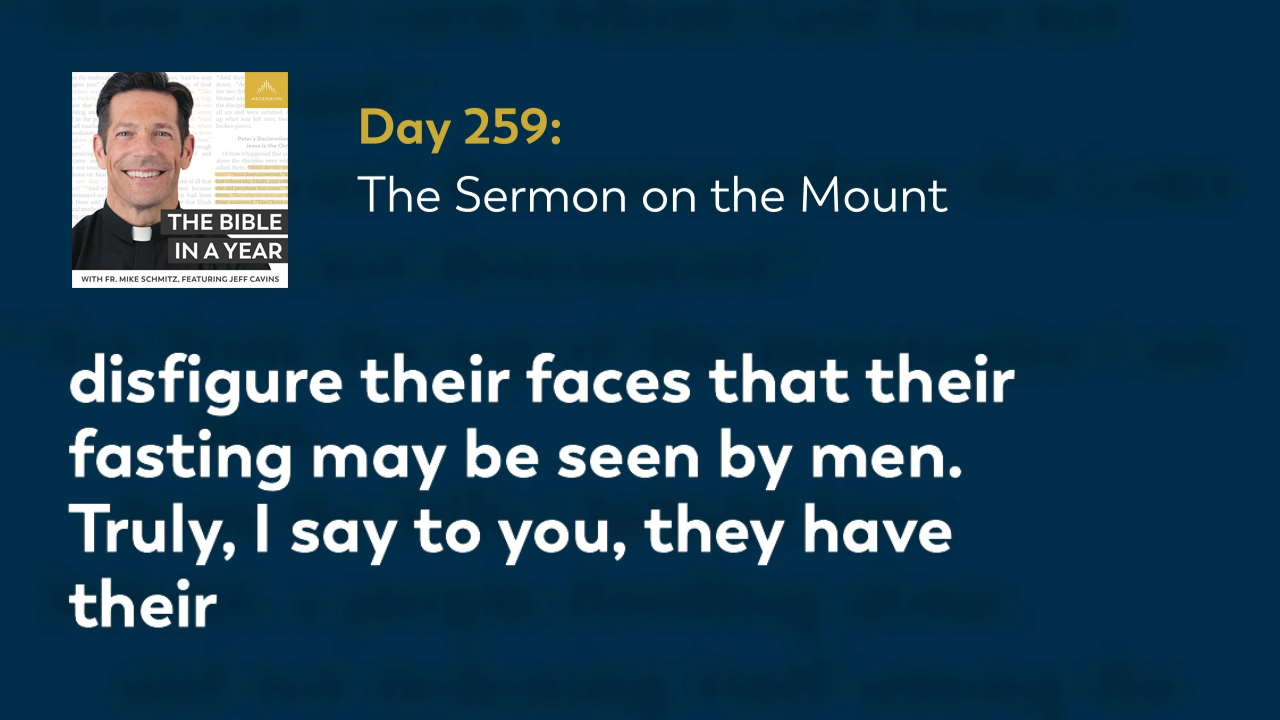 ASCENSION
THE BIBLE
IN A YEAR
WITH FR. MIKE SCHMITZ, FEATURING JEFF CAVINS
Day 259:
The Sermon on the Mount
disfigure their faces that their
fasting may be seen by men.
Truly, I say to you, they have
their